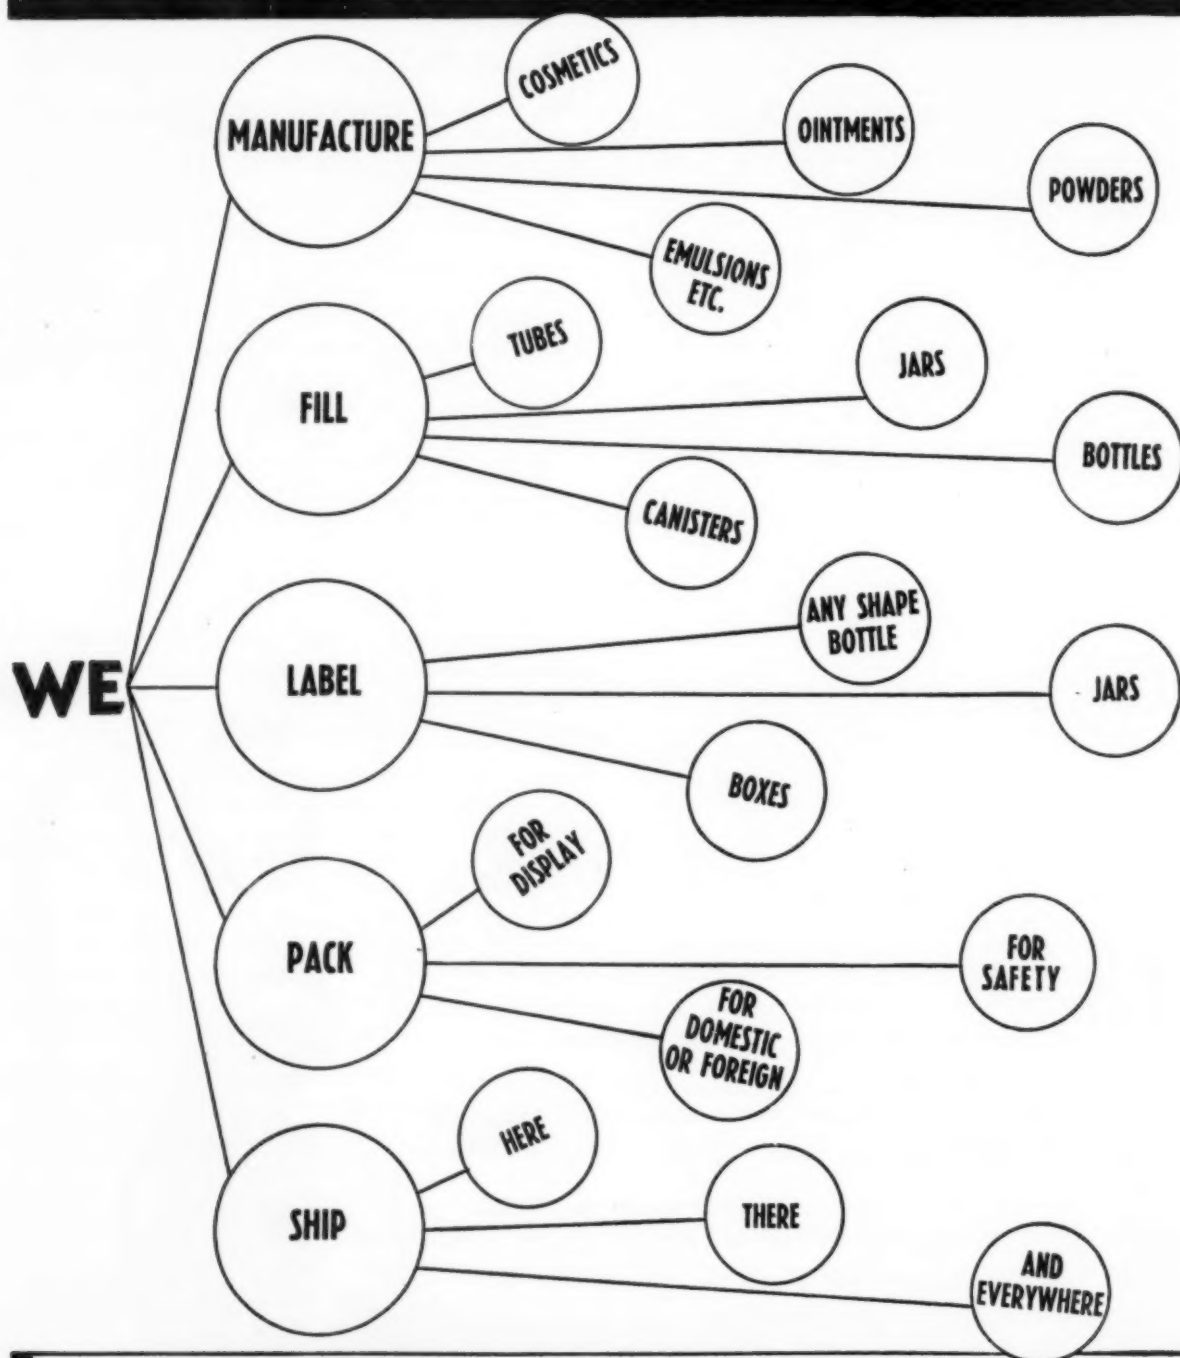 WE
MANUFACTURE
COSMETICS
OINTMENTS
POWDERS
EMULSIONS
ETC.
FILL
TUBES
JARS
BOTTLES
CANISTERS
LABEL
ANY SHAPE
BOTTLE
JARS
BOXES
PACK
FOR
DISPLAY
FOR
SAFETY
FOR
DOMESTIC
OR FOREIGN
SHIP
HERE
THERE
AND
EVERYWHERE